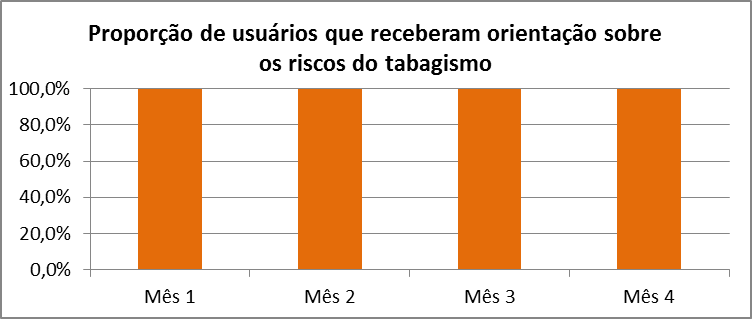 Proporção de usuários que receberam orientação sobre
os riscos do tabagismo
100,0%
80,0%
60,0%
40,0%
20,0%
0,0%
Mês 1
Mês 2
Mês 3
Mês 4